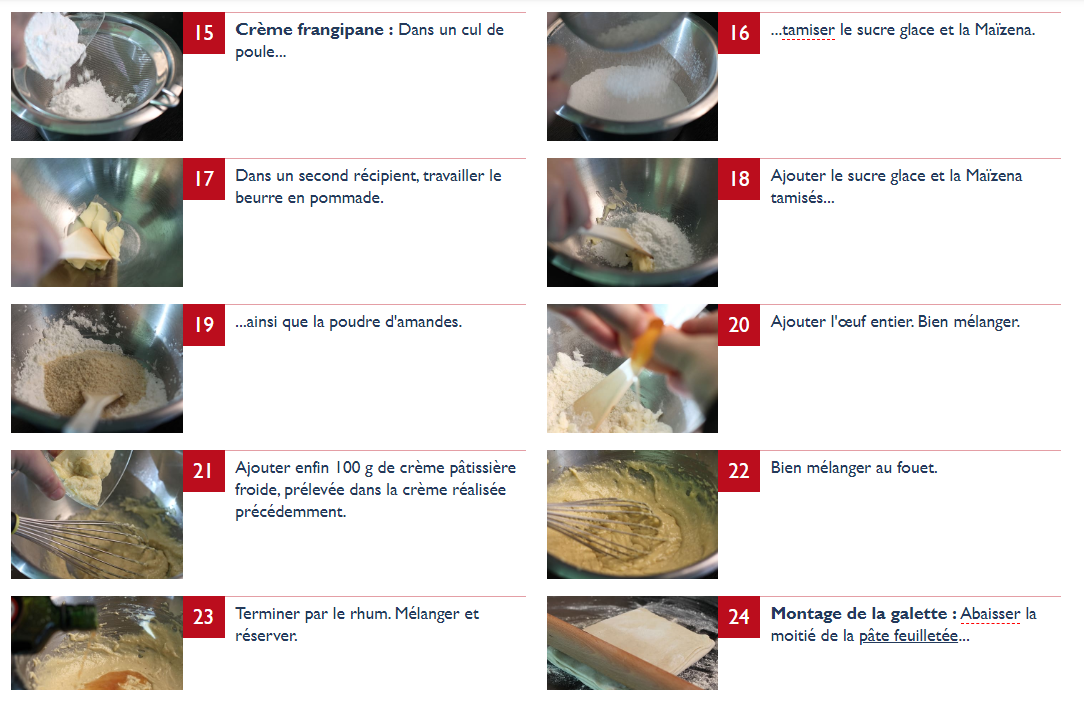 15
Crème frangipane : Dans un cul de
poule...
16
...tamiser le sucre glace et la Maïzena.
17
Dans un second récipient, travailler le
beurre en pommade.
18
Ajouter le sucre glace et la Maïzena
tamisés...
19
...ainsi que la poudre d'amandes.
20
Ajouter l'œuf entier. Bien mélanger.
21
Ajouter enfin 100 g de crème pâtissière
froide, prélevée dans la crème réalisée
précédemment.
22
Bien mélanger au fouet.
23
Terminer par le rhum. Mélanger et
réserver.
24
Montage de la galette : Abaisser la
moitié de la pâte feuilletée...